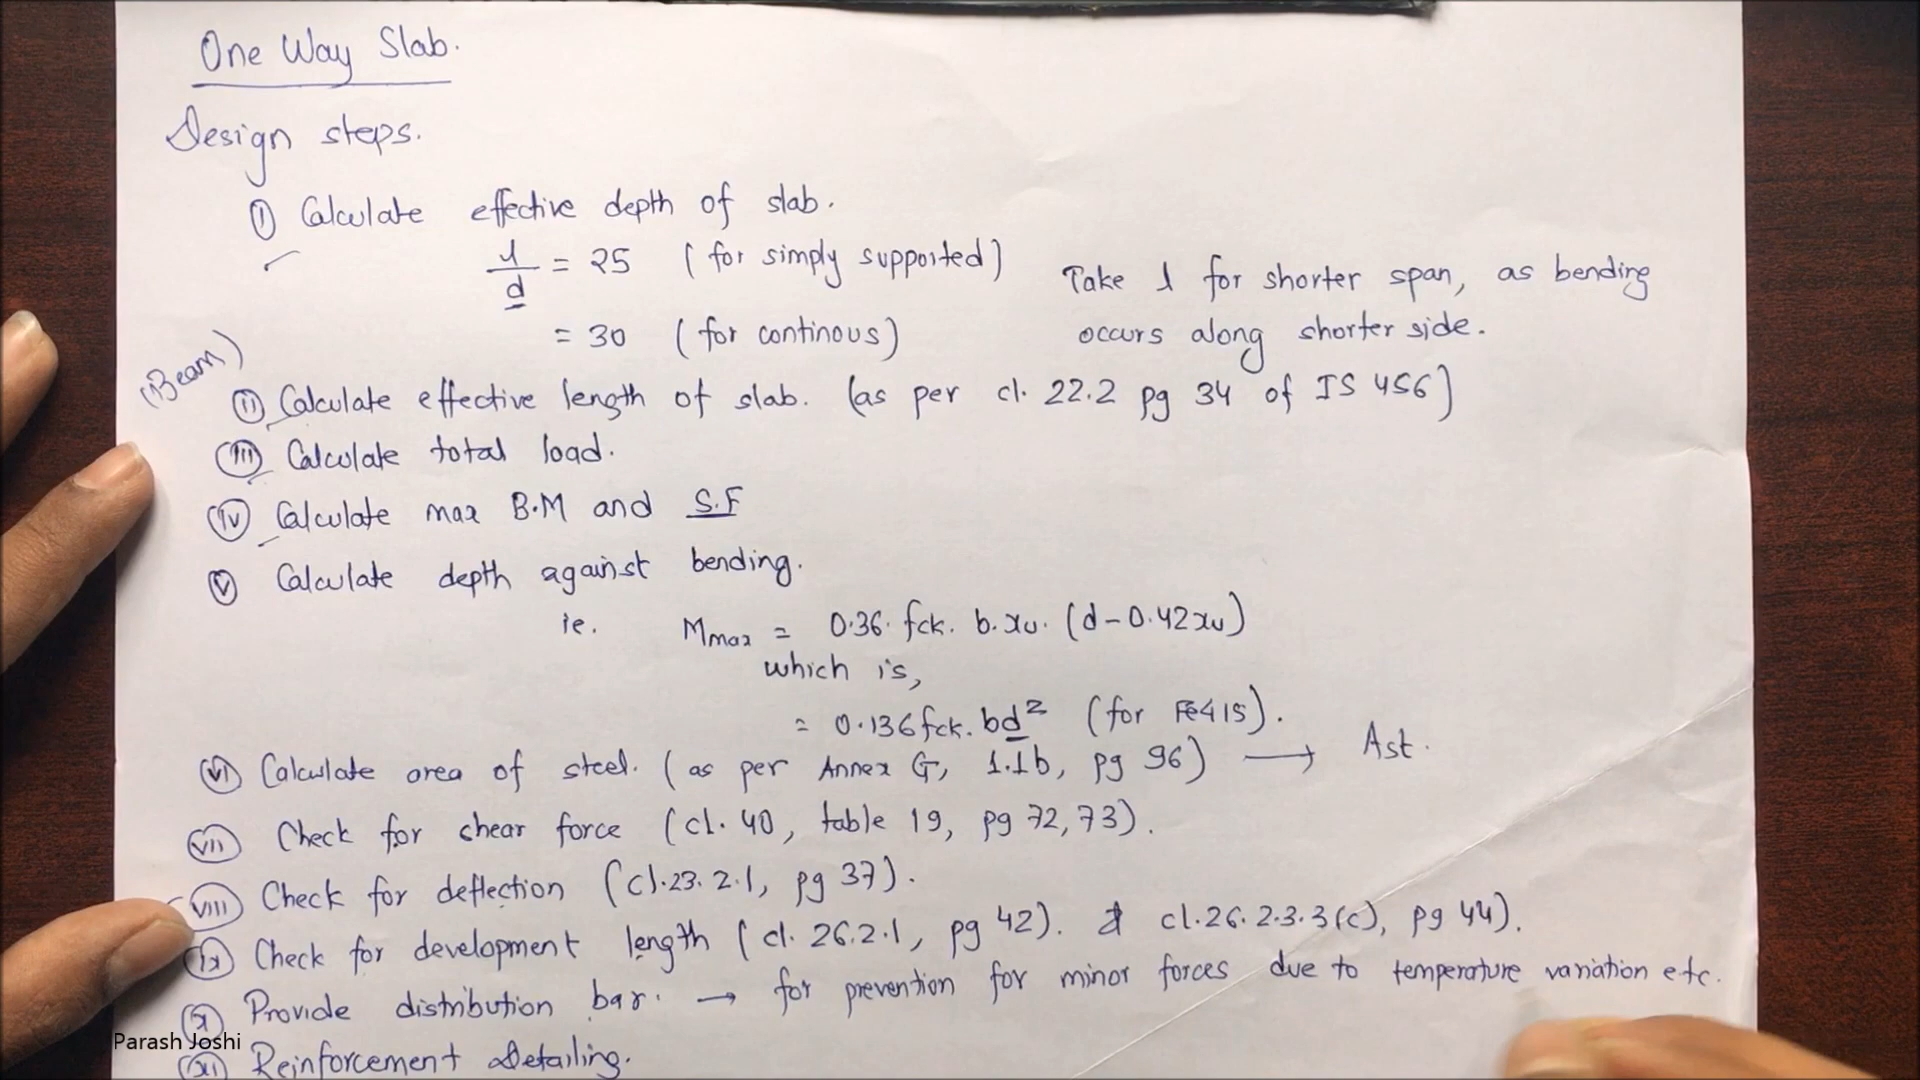 One Way Slab.
Design steps.
(i) Calculate effective depth of slab.
l/d = 25 (for simply supported)
= 30 (for continous)
Take l for shorter span, as bending
occurs along shorter side.
(Beam)
(ii) Calculate effective length of slab. (as per cl. 22.2 pg 34 of IS 456)
(iii) Calculate total load.
(iv) Calculate max B.M and S.F
(v) Calculate depth against bending.
ie. Mmax = 0.36. fck. b. xu. (d-0.42xu)
which is,
= 0.136 fck. bd² (for Fe415).
(vi) Calculate area of steel. (as per Annex G, 1.1b, pg 96) → Ast.
(vii) Check for shear force (cl. 40, table 19, pg 72,73).
(viii) Check for deflection (cl.23.2.1, pg 37).
(ix) Check for development length (cl. 26.2.1, pg 42). & cl.26.2.3.3(c), pg 44).
(x) Provide distribution bar. → for prevention for minor forces due to temperature variation etc.
(xi) Reinforcement Detailing.
Parash Joshi